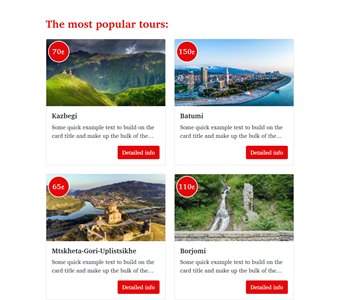 The most popular tours:
70₾
150₾
Kazbegi
Some quick example text to build on the
card title and make up the bulk of the...
Detailed info
Batumi
Some quick example text to build on the
card title and make up the bulk of the...
Detailed info
65₾
110₾
Mtskheta-Gori-Uplistsikhe
Some quick example text to build on the
card title and make up the bulk of the...
Detailed info
Borjomi
Some quick example text to build on the
card title and make up the bulk of the...
Detailed info